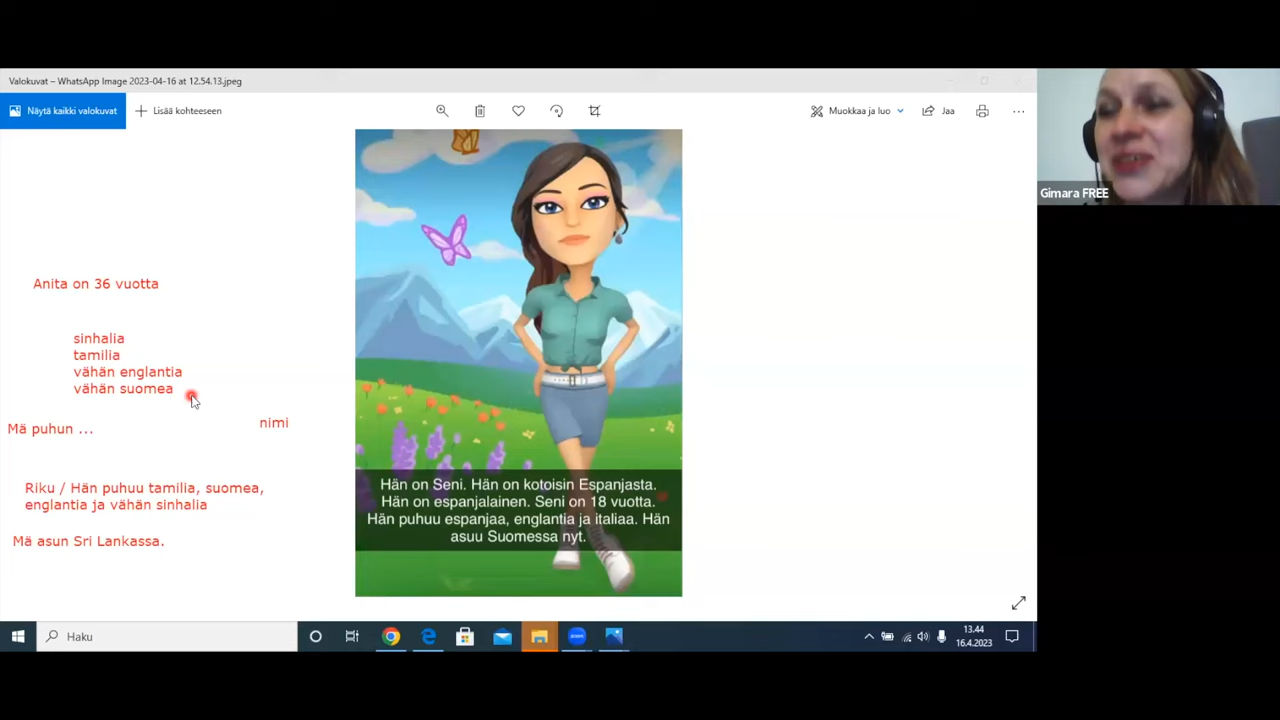 Valokuvat – WhatsApp Image 2023-04-16 at 12.54.13.jpeg
Näytä kaikki valokuvat
Lisää kohteeseen
Muokkaa ja luo
Jaa
Gimara FREE
Anita on 36 vuotta
sinhalia
tamilia
vähän englantia
vähän suomea
nimi
Mä puhun ...
Riku / Hän puhuu tamilia, suomea,
englantia ja vähän sinhalia
Mä asun Sri Lankassa.
Hän on Seni. Hän on kotoisin Espanjasta.
Hän on espanjalainen. Seni on 18 vuotta.
Hän puhuu espanjaa, englantia ja italiaa. Hän
asuu Suomessa nyt.
Haku
zoom
13.44
16.4.2023